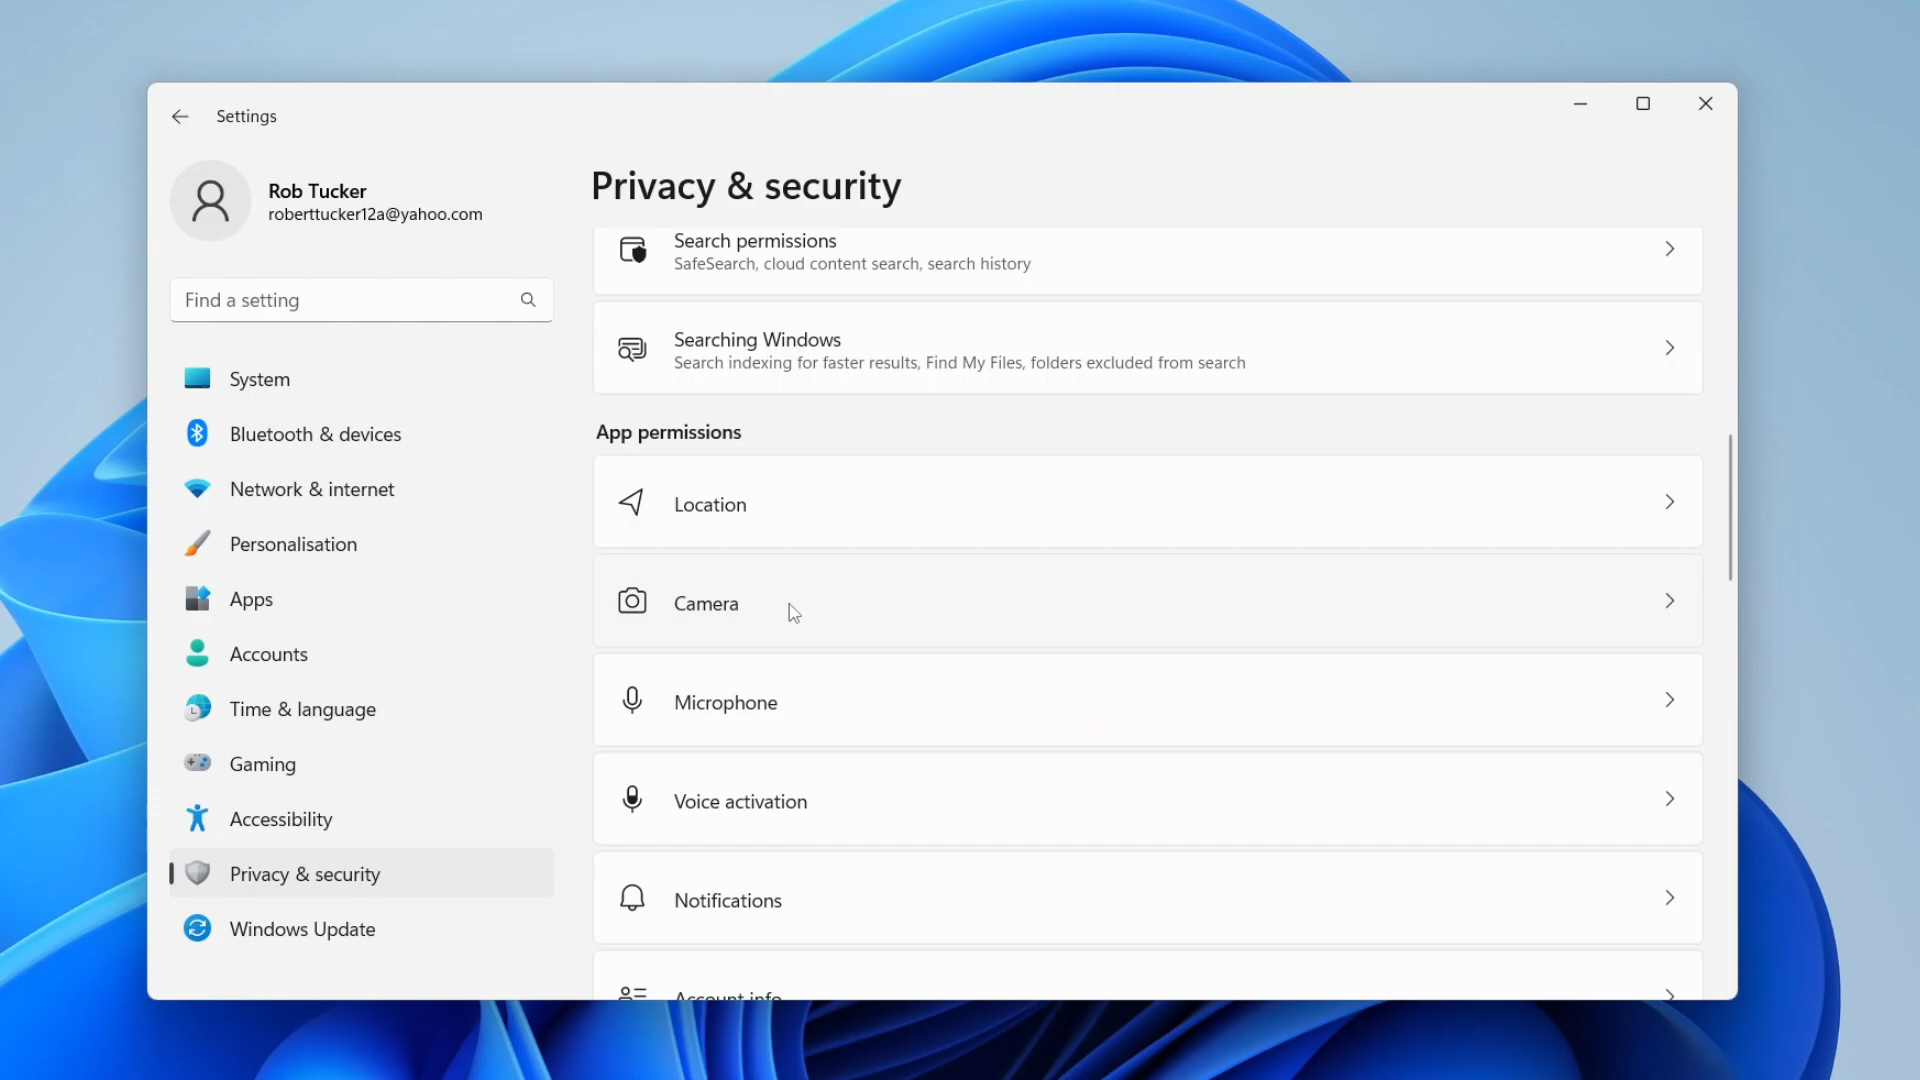 Settings
Rob Tucker
roberttucker12a@yahoo.com
Find a setting
System
Bluetooth & devices
Network & internet
Personalisation
Apps
Accounts
Time & language
Gaming
Accessibility
Privacy & security
Windows Update
Privacy & security
Search permissions
SafeSearch, cloud content search, search history
Searching Windows
Search indexing for faster results, Find My Files, folders excluded from search
App permissions
Location
Camera
Microphone
Voice activation
Notifications
Account info